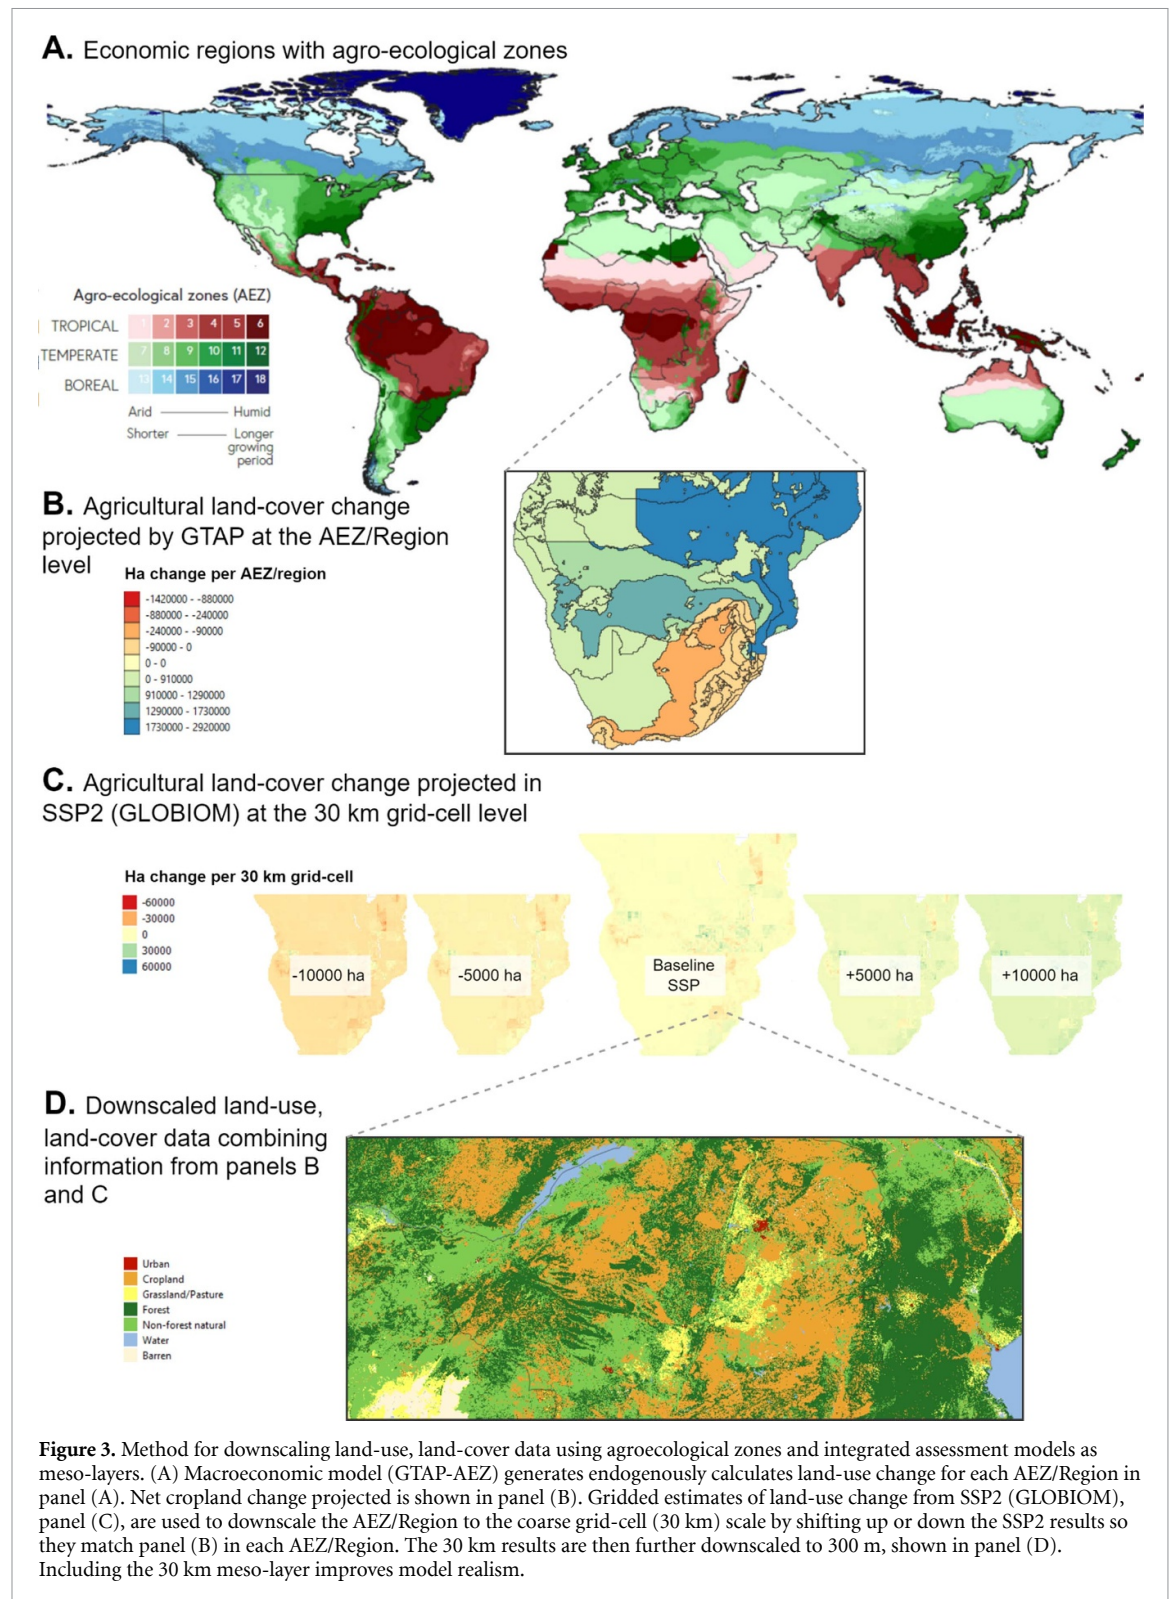 A. Economic regions with agro-ecological zones
Agro-ecological zones (AEZ)
TROPICAL 1 2 3 4 5 6
TEMPERATE 7 8 9 10 11 12
BOREAL 13 14 15 16 17 18
Arid Humid
Shorter Longer
growing
period
B. Agricultural land-cover change
projected by GTAP at the AEZ/Region
level
Ha change per AEZ/region
-1420000 - -880000
-880000 - -240000
-240000 - -90000
-90000 - 0
0 - 0
0 - 910000
910000 - 1290000
1290000 - 1730000
1730000 - 2920000
C. Agricultural land-cover change projected in
SSP2 (GLOBIOM) at the 30 km grid-cell level
Ha change per 30 km grid-cell
-60000
-30000
0
30000
60000
-10000 ha
-5000 ha
Baseline
SSP
+5000 ha
+10000 ha
D. Downscaled land-use,
land-cover data combining
information from panels B
and C
Urban
Cropland
Grassland/Pasture
Forest
Non-forest natural
Water
Barren
Figure 3. Method for downscaling land-use, land-cover data using agroecological zones and integrated assessment models as
meso-layers. (A) Macroeconomic model (GTAP-AEZ) generates endogenously calculates land-use change for each AEZ/Region in
panel (A). Net cropland change projected is shown in panel (B). Gridded estimates of land-use change from SSP2 (GLOBIOM),
panel (C), are used to downscale the AEZ/Region to the coarse grid-cell (30 km) scale by shifting up or down the SSP2 results so
they match panel (B) in each AEZ/Region. The 30 km results are then further downscaled to 300 m, shown in panel (D).
Including the 30 km meso-layer improves model realism.